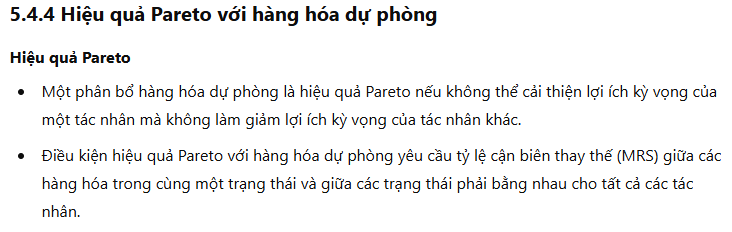 5.4.4 Hiệu quả Pareto với hàng hóa dự phòng
Hiệu quả Pareto
• Một phân bổ hàng hóa dự phòng là hiệu quả Pareto nếu không thể cải thiện lợi ích kỳ vọng của
một tác nhân mà không làm giảm lợi ích kỳ vọng của tác nhân khác.
• Điều kiện hiệu quả Pareto với hàng hóa dự phòng yêu cầu tỷ lệ cận biên thay thế (MRS) giữa các
hàng hóa trong cùng một trạng thái và giữa các trạng thái phải bằng nhau cho tất cả các tác
nhân.